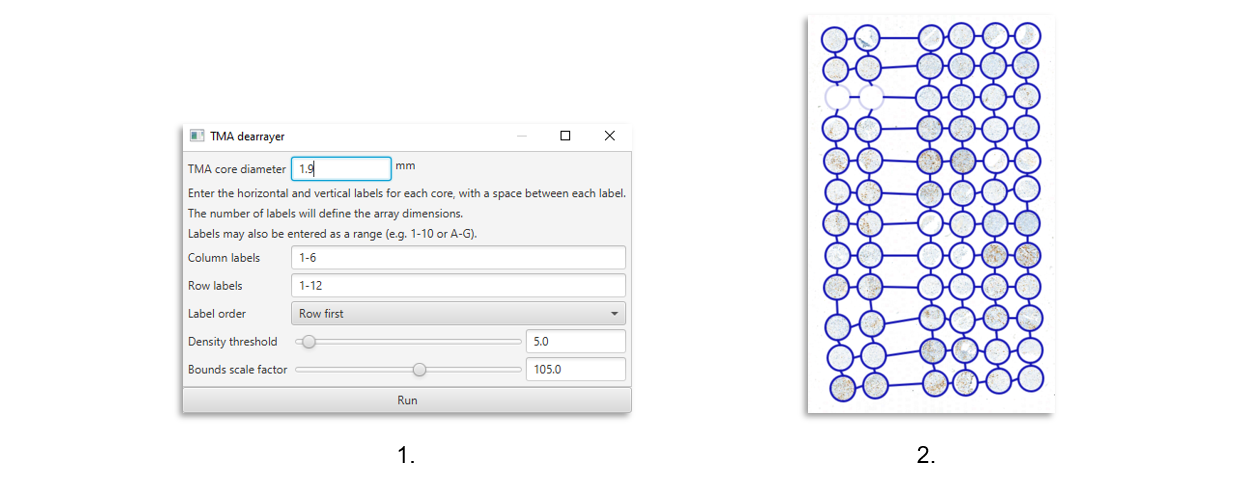 TMA dearrayer
TMA core diameter 1.9 mm
Enter the horizontal and vertical labels for each core, with a space between each label.
The number of labels will define the array dimensions.
Labels may also be entered as a range (e.g. 1-10 or A-G).
Column labels 1-6
Row labels 1-12
Label order Row first
Density threshold 5.0
Bounds scale factor 105.0
Run
1. 2.